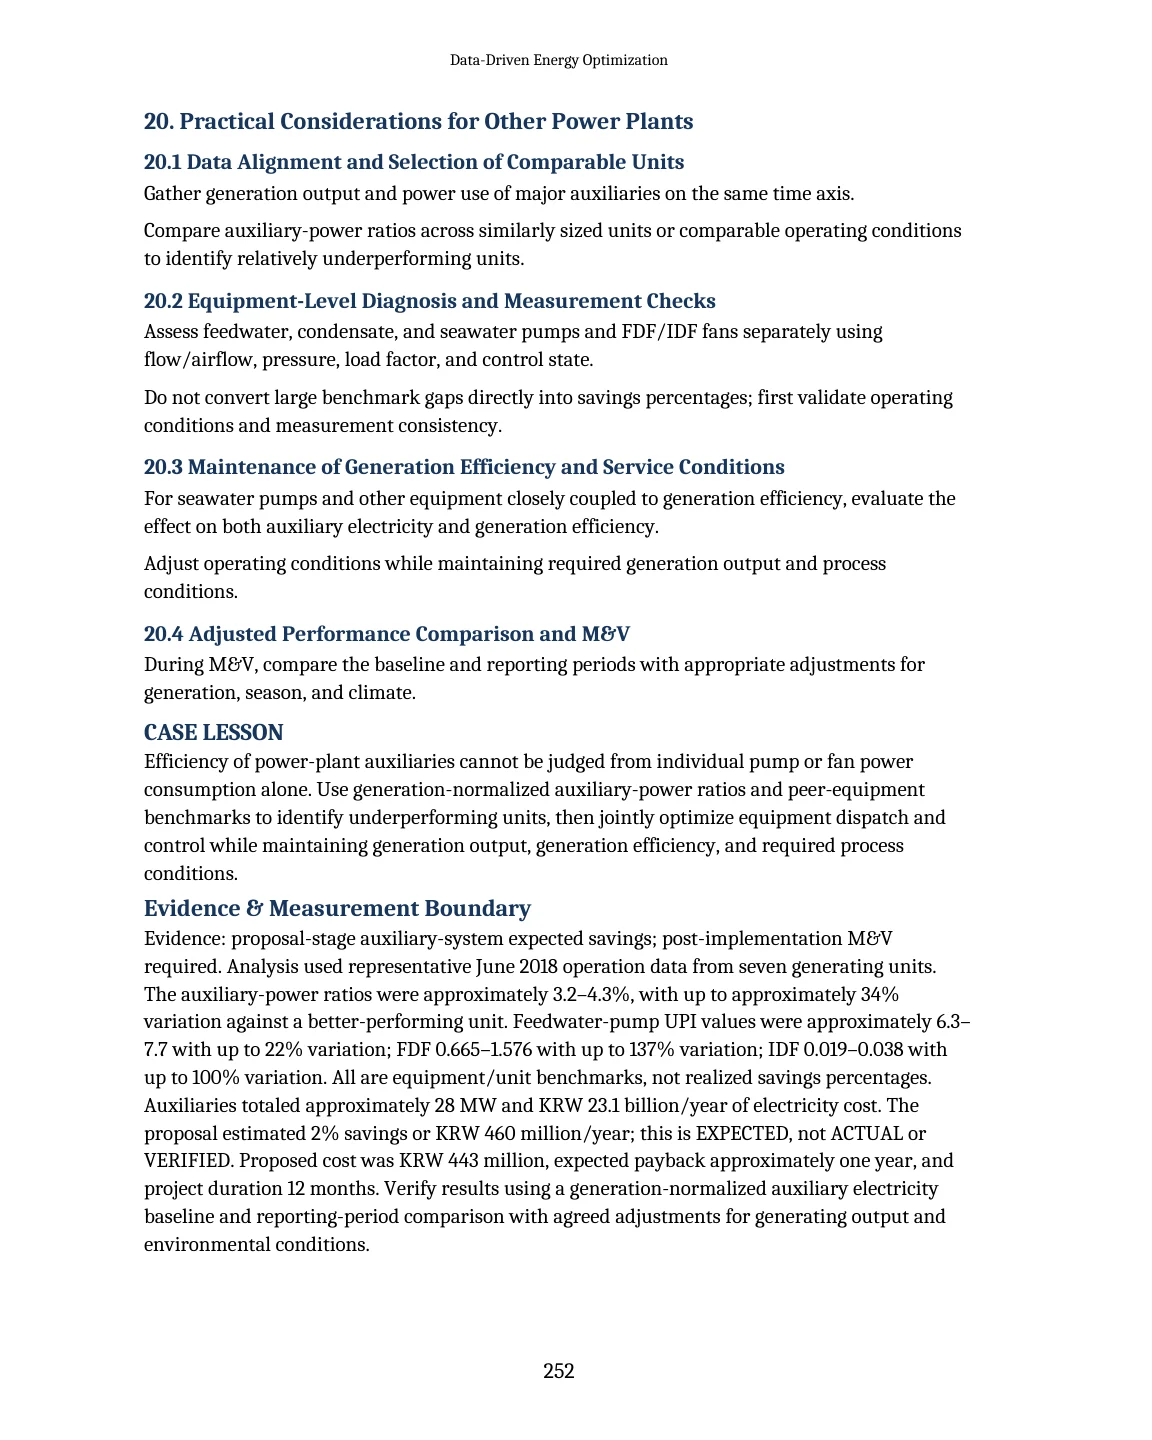 Data-Driven Energy Optimization
20. Practical Considerations for Other Power Plants
20.1 Data Alignment and Selection of Comparable Units
Gather generation output and power use of major auxiliaries on the same time axis.
Compare auxiliary-power ratios across similarly sized units or comparable operating conditions
to identify relatively underperforming units.
20.2 Equipment-Level Diagnosis and Measurement Checks
Assess feedwater, condensate, and seawater pumps and FDF/IDF fans separately using
flow/airflow, pressure, load factor, and control state.
Do not convert large benchmark gaps directly into savings percentages; first validate operating
conditions and measurement consistency.
20.3 Maintenance of Generation Efficiency and Service Conditions
For seawater pumps and other equipment closely coupled to generation efficiency, evaluate the
effect on both auxiliary electricity and generation efficiency.
Adjust operating conditions while maintaining required generation output and process
conditions.
20.4 Adjusted Performance Comparison and M&V
During M&V, compare the baseline and reporting periods with appropriate adjustments for
generation, season, and climate.
CASE LESSON
Efficiency of power-plant auxiliaries cannot be judged from individual pump or fan power
consumption alone. Use generation-normalized auxiliary-power ratios and peer-equipment
benchmarks to identify underperforming units, then jointly optimize equipment dispatch and
control while maintaining generation output, generation efficiency, and required process
conditions.
Evidence & Measurement Boundary
Evidence: proposal-stage auxiliary-system expected savings; post-implementation M&V
required. Analysis used representative June 2018 operation data from seven generating units.
The auxiliary-power ratios were approximately 3.2–4.3%, with up to approximately 34%
variation against a better-performing unit. Feedwater-pump UPI values were approximately 6.3–
7.7 with up to 22% variation; FDF 0.665–1.576 with up to 137% variation; IDF 0.019–0.038 with
up to 100% variation. All are equipment/unit benchmarks, not realized savings percentages.
Auxiliaries totaled approximately 28 MW and KRW 23.1 billion/year of electricity cost. The
proposal estimated 2% savings or KRW 460 million/year; this is EXPECTED, not ACTUAL or
VERIFIED. Proposed cost was KRW 443 million, expected payback approximately one year, and
project duration 12 months. Verify results using a generation-normalized auxiliary electricity
baseline and reporting-period comparison with agreed adjustments for generating output and
environmental conditions.
252